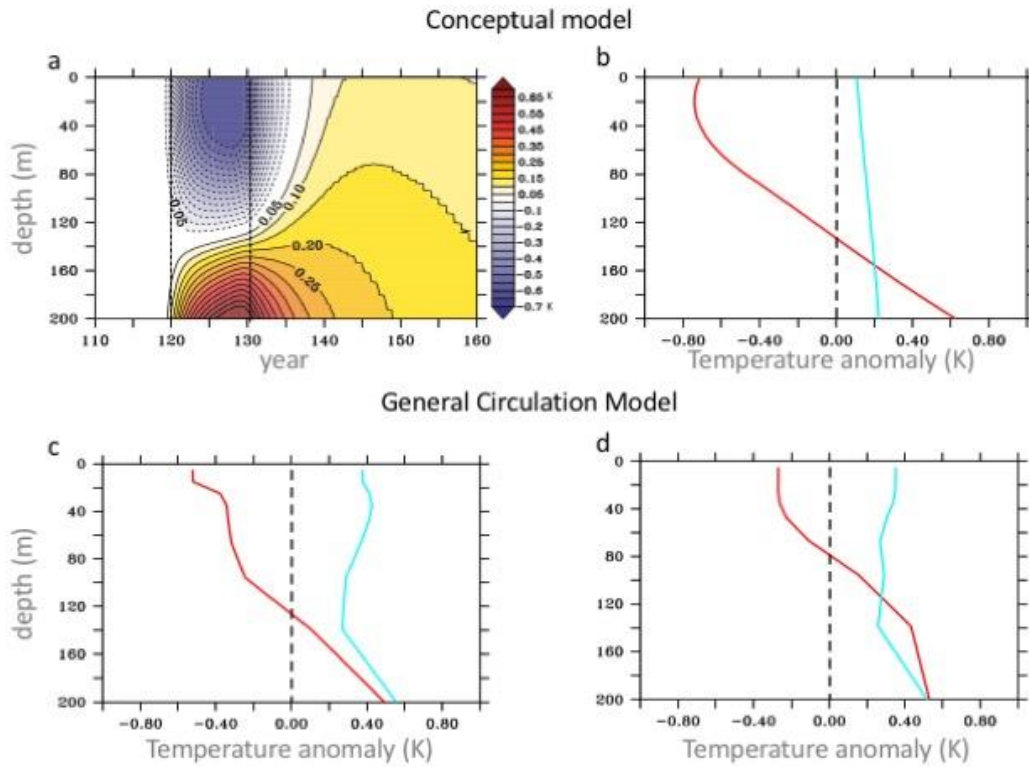 Conceptual model
a
b
0
40
80
120
160
200
depth (m)
110 120 130 140 150 160
year
0.05
0.05
0.10
0.20
0.25
0.65 K
0.55
0.45
0.35
0.25
0.15
0.05
-0.1
-0.2
-0.3
-0.4
-0.5
-0.6
-0.7 K
0
40
80
120
160
200
-0.80 -0.40 0.00 0.40 0.80
Temperature anomaly (K)
General Circulation Model
c
d
0
40
80
120
160
200
depth (m)
-0.80 -0.40 0.00 0.40 0.80
Temperature anomaly (K)
0
40
80
120
160
200
-0.80 -0.40 0.00 0.40 0.80
Temperature anomaly (K)